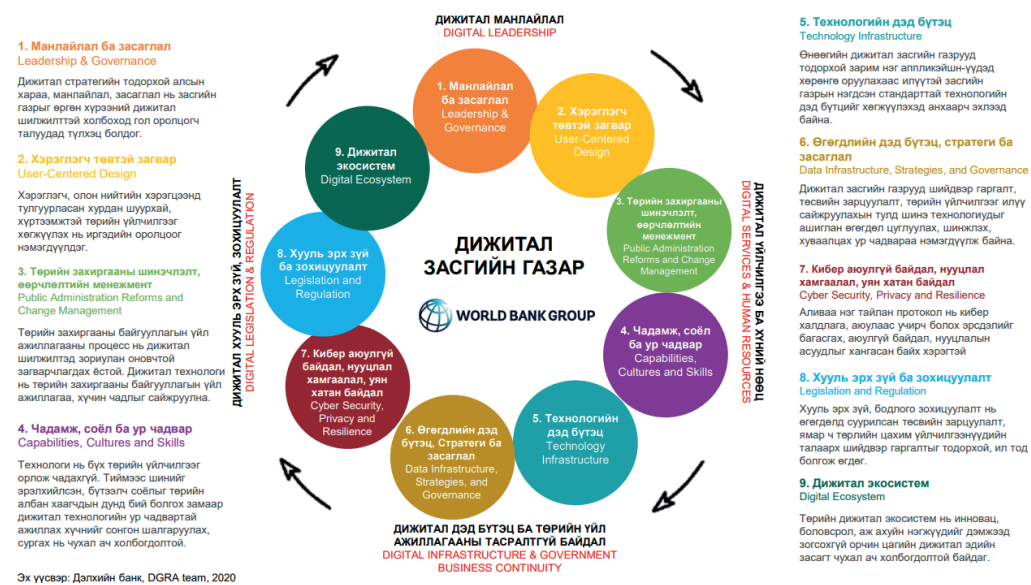 ДИЖИТАЛ МАНЛАЙЛАЛ
DIGITAL LEADERSHIP
1. Манлайлал ба засаглал
Leadership & Governance
Дижитал стратегийн тодорхой алсын
хараа, манлайлал, засаглал нь засгийн
газрыг өргөн хүрээний дижитал
шилжилттэй холбоход гол оролцогч
талуудад түлхэц болдог.
2. Хэрэглэгч төвтэй загвар
User-Centered Design
Хэрэглэгч, олон нийтийн хэрэгцээнд
тулгуурласан хурдан шуурхай,
хүртээмжтэй төрийн үйлчилгээг
хөгжүүлэх нь иргэдийн оролцоог
нэмэгдүүлдэг.
3. Төрийн захиргааны шинэчлэлт,
өөрчлөлтийн менежмент
Public Administration Reforms and
Change Management
Төрийн захиргааны байгууллагын үйл
ажиллагааны процесс нь дижитал
шилжилтэд зориулан оновчтой
загварчлагдах ёстой. Дижитал технологи
нь төрийн захиргааны байгууллагын үйл
ажиллагаа, хүчин чадлыг сайжруулна.
4. Чадамж, соёл ба ур чадвар
Capabilities, Cultures and Skills
Технологи нь бүх төрийн үйлчилгээг
орлож чадахгүй. Тиймээс шинийг
эрэлхийлсэн, бүтээлч соёлыг төрийн
албан хаагчдын дунд бий болгох замаар
дижитал технологийн ур чадвартай
ажиллах хүчнийг сонгон шалгаруулах,
сургах нь чухал ач холбогдолтой.
Эх үүсвэр: Дэлхийн банк, DGRA team, 2020
ДИЖИТАЛ ХУУЛЬ ЭРХ ЗҮЙ, ЗОХИЦУУЛАЛТ
DIGITAL LEGISLATION & REGULATION
1. Манлайлал
ба засаглал
Leadership &
Governance
2. Хэрэглэгч
төвтэй загвар
User-Centered
Design
3. Төрийн захиргааны
шинэчлэлт,
өөрчлөлтийн
менежмент
Public Administration
Reforms and Change
Management
4. Чадамж, соёл
ба ур чадвар
Capabilities,
Cultures and Skills
5. Технологийн
дэд бүтэц
Technology
Infrastructure
6. Өгөгдлийн дэд
бүтэц, Стратеги ба
засаглал
Data Infrastructure,
Strategies, and
Governance
7. Кибер аюулгүй
байдал, нууцлал
хамгаалал, уян
хатан байдал
Cyber Security,
Privacy and
Resilience
8. Хууль эрх зүй
ба зохицуулалт
Legislation and
Regulation
9. Дижитал
экосистем
Digital Ecosystem
ДИЖИТАЛ
ЗАСГИЙН ГАЗАР
WORLD BANK GROUP
ДИЖИТАЛ ҮЙЛЧИЛГЭЭ БА ХҮНИЙ НӨӨЦ
DIGITAL SERVICES & HUMAN RESOURCES
ДИЖИТАЛ ДЭД БҮТЭЦ БА ТӨРИЙН ҮЙЛ
АЖИЛЛАГААНЫ ТАСРАЛТГҮЙ БАЙДАЛ
DIGITAL INFRASTRUCTURE & GOVERNMENT
BUSINESS CONTINUITY
5. Технологийн дэд бүтэц
Technology Infrastructure
Өнөөгийн дижитал засгийн газрууд
тодорхой зарим нэг аппликэйшн-үүдэд
хөрөнгө оруулахаас илүүтэй засгийн
газрын нэгдсэн стандарттай технологийн
дэд бүтцийг хөгжүүлэхэд анхаарч эхлээд
байна.
6. Өгөгдлийн дэд бүтэц, стратеги ба
засаглал
Data Infrastructure, Strategies, and Governance
Дижитал засгийн газрууд шийдвэр гаргалт,
төсвийн зарцуулалт, төрийн үйлчилгээг илүү
сайжруулахын тулд шинэ технологиудыг
ашиглан өгөгдөл цуглуулах, шинжлэх,
хуваалцах ур чадвараа нэмэгдүүлж байна.
7. Кибер аюулгүй байдал, нууцлал
хамгаалал, уян хатан байдал
Cyber Security, Privacy and Resilience
Аливаа нэг тайлан протокол нь кибер
халдлага, аюулаас учирч болох эрсдэлийг
багасгах, аюулгүй байдал, нууцлалын
асуудлыг хангасан байх хэрэгтэй
8. Хууль эрх зүй ба зохицуулалт
Legislation and Regulation
Хууль эрх зүй, бодлого зохицуулалт нь
өгөгдөлд суурилсан төсвийн зарцуулалт,
ямар ч төрлийн цахим үйлчилгээнүүдийн
талаарх шийдвэр гаргалтыг тодорхой, ил тод
болгож өгдөг.
9. Дижитал экосистем
Digital Ecosystem
Төрийн дижитал экосистем нь инновац,
боловсрол, аж ахуйн нэгжүүдийг дэмжээд
зогсохгүй орчин цагийн дижитал эдийн
засагт чухал ач холбогдолтой байдаг.